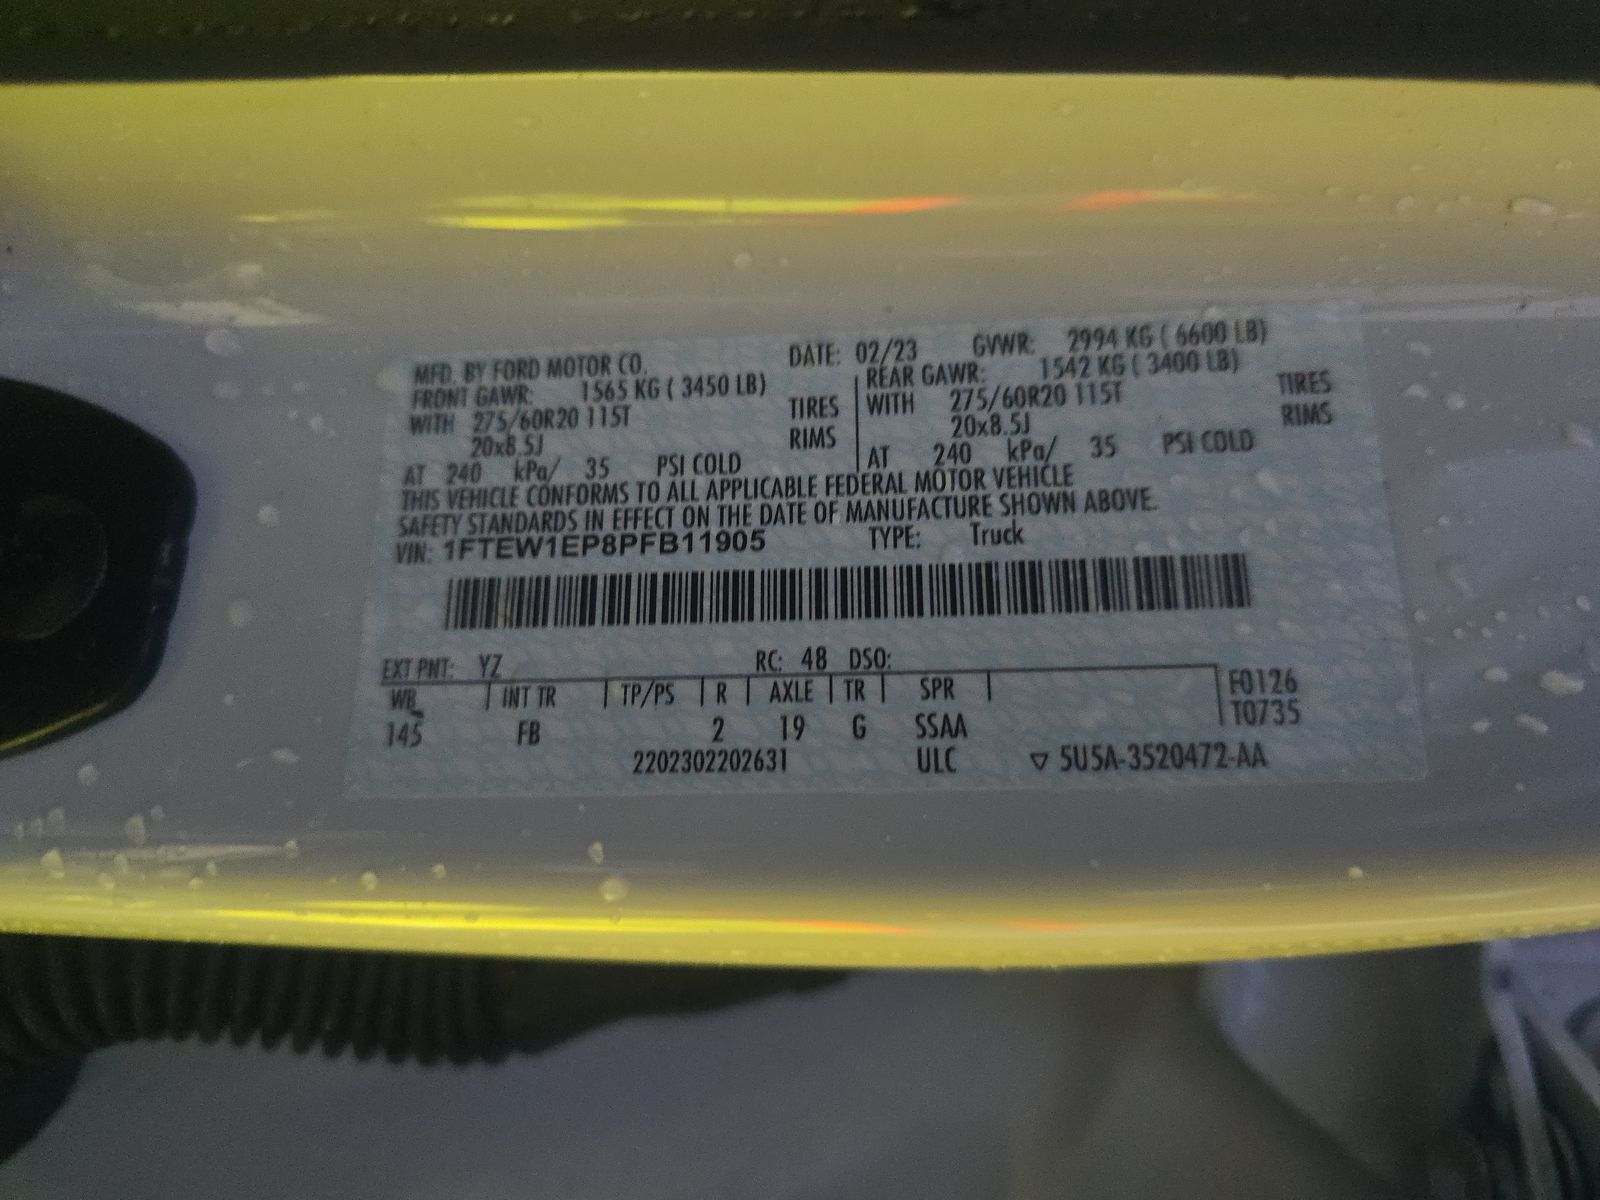 MFD. BY FORD MOTOR CO. DATE: 02/23 GVWR: 2994 KG ( 6600 LB)
FRONT GAWR: 1565 KG ( 3450 LB) REAR GAWR: 1542 KG ( 3400 LB)
WITH 275/60R20 115T TIRES WITH 275/60R20 115T TIRES
20x8.5J RIMS 20x8.5J RIMS
AT 240 kPa/ 35 PSI COLD AT 240 kPa/ 35 PSI COLD
THIS VEHICLE CONFORMS TO ALL APPLICABLE FEDERAL MOTOR VEHICLE
SAFETY STANDARDS IN EFFECT ON THE DATE OF MANUFACTURE SHOWN ABOVE.
VIN: 1FTEW1EP8PFB11905 TYPE: Truck
EXT PNT: YZ RC: 48 DSO:
WB INT TR TP/PS R AXLE TR SPR F0126
T0735
145 FB 2 19 G SSAA
2202302202631 ULC ▽ 5U5A-3520472-AA